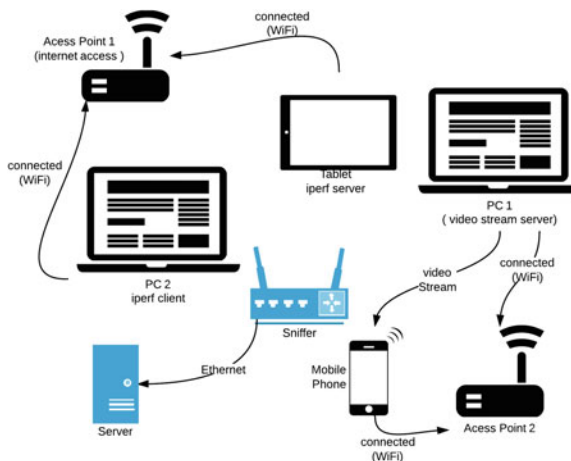 connected
(WiFi)
Acess Point 1
(internet access )
connected
(WiFi)
Tablet
iperf server
PC 1
( video stream server)
PC 2
iperf client
video
Stream
connected
(WiFi)
Sniffer
Ethernet
Server
Mobile
Phone
Acess Point 2
connected
(WiFi)